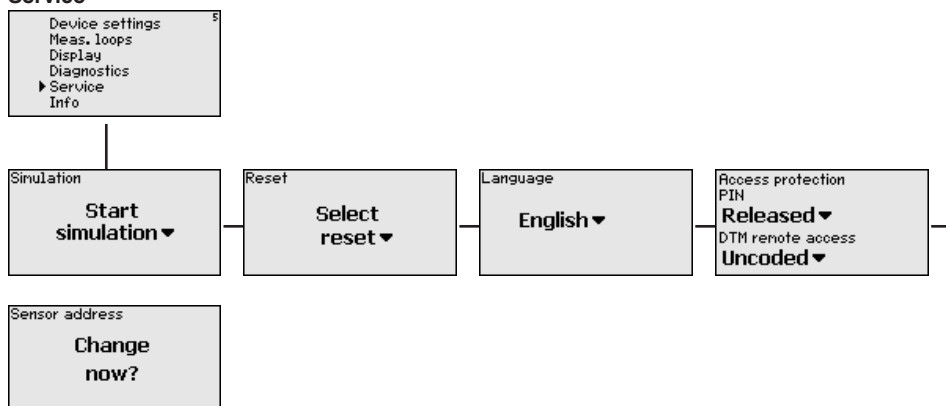 Service
Device settings 5
Meas. loops
Display
Diagnostics
Service
Info
Simulation
Start
simulation
Reset
Select
reset
Language
English
Access protection
PIN
Released
DTM remote access
Uncoded
Sensor address
Change
now?